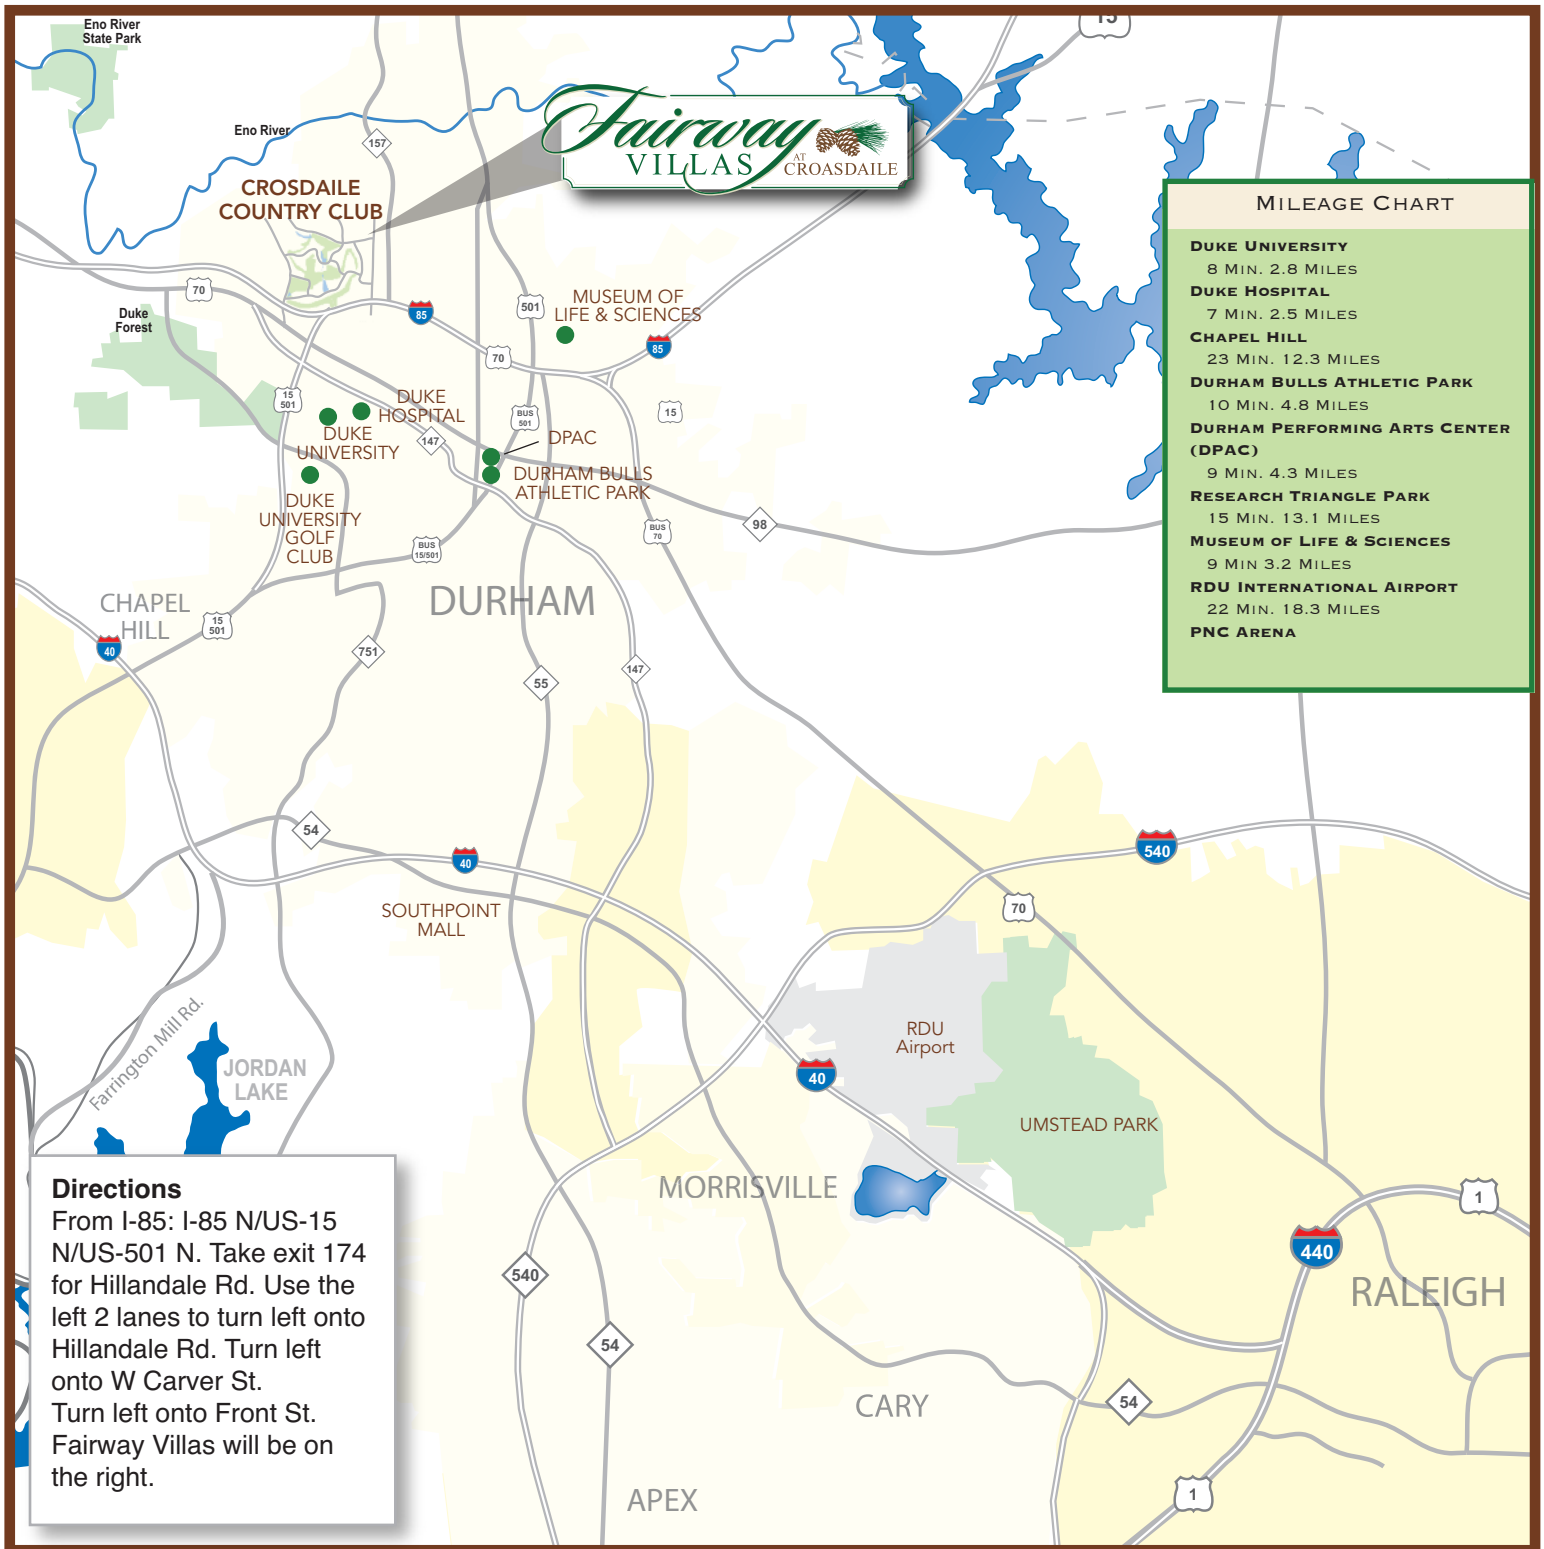 Eno River
State Park
15
157
Eno River
Fairway
VILLAS
AT
CROASDAILE
CROSDAILE
COUNTRY CLUB
MILEAGE CHART
DUKE UNIVERSITY
8 MIN. 2.8 MILES
DUKE HOSPITAL
7 MIN. 2.5 MILES
CHAPEL HILL
23 MIN. 12.3 MILES
DURHAM BULLS ATHLETIC PARK
10 MIN. 4.8 MILES
DURHAM PERFORMING ARTS CENTER
(DPAC)
9 MIN. 4.3 MILES
RESEARCH TRIANGLE PARK
15 MIN. 13.1 MILES
MUSEUM OF LIFE & SCIENCES
9 MIN 3.2 MILES
RDU INTERNATIONAL AIRPORT
22 MIN. 18.3 MILES
PNC ARENA
70
Duke
Forest
85
501
MUSEUM OF
LIFE & SCIENCES
85
70
15
501
DUKE
HOSPITAL
BUS
501
15
DUKE
UNIVERSITY
147
DPAC
DURHAM BULLS
ATHLETIC PARK
DUKE
UNIVERSITY
GOLF
CLUB
BUS
15/501
BUS
70
98
DURHAM
CHAPEL
HILL
15
501
40
751
55
147
54
40
540
SOUTHPOINT
MALL
70
Farrington Mill Rd.
JORDAN
LAKE
RDU
Airport
40
UMSTEAD PARK
MORRISVILLE
1
440
RALEIGH
540
54
54
CARY
1
APEX
Directions
From I-85: I-85 N/US-15
N/US-501 N. Take exit 174
for Hillandale Rd. Use the
left 2 lanes to turn left onto
Hillandale Rd. Turn left
onto W Carver St.
Turn left onto Front St.
Fairway Villas will be on
the right.